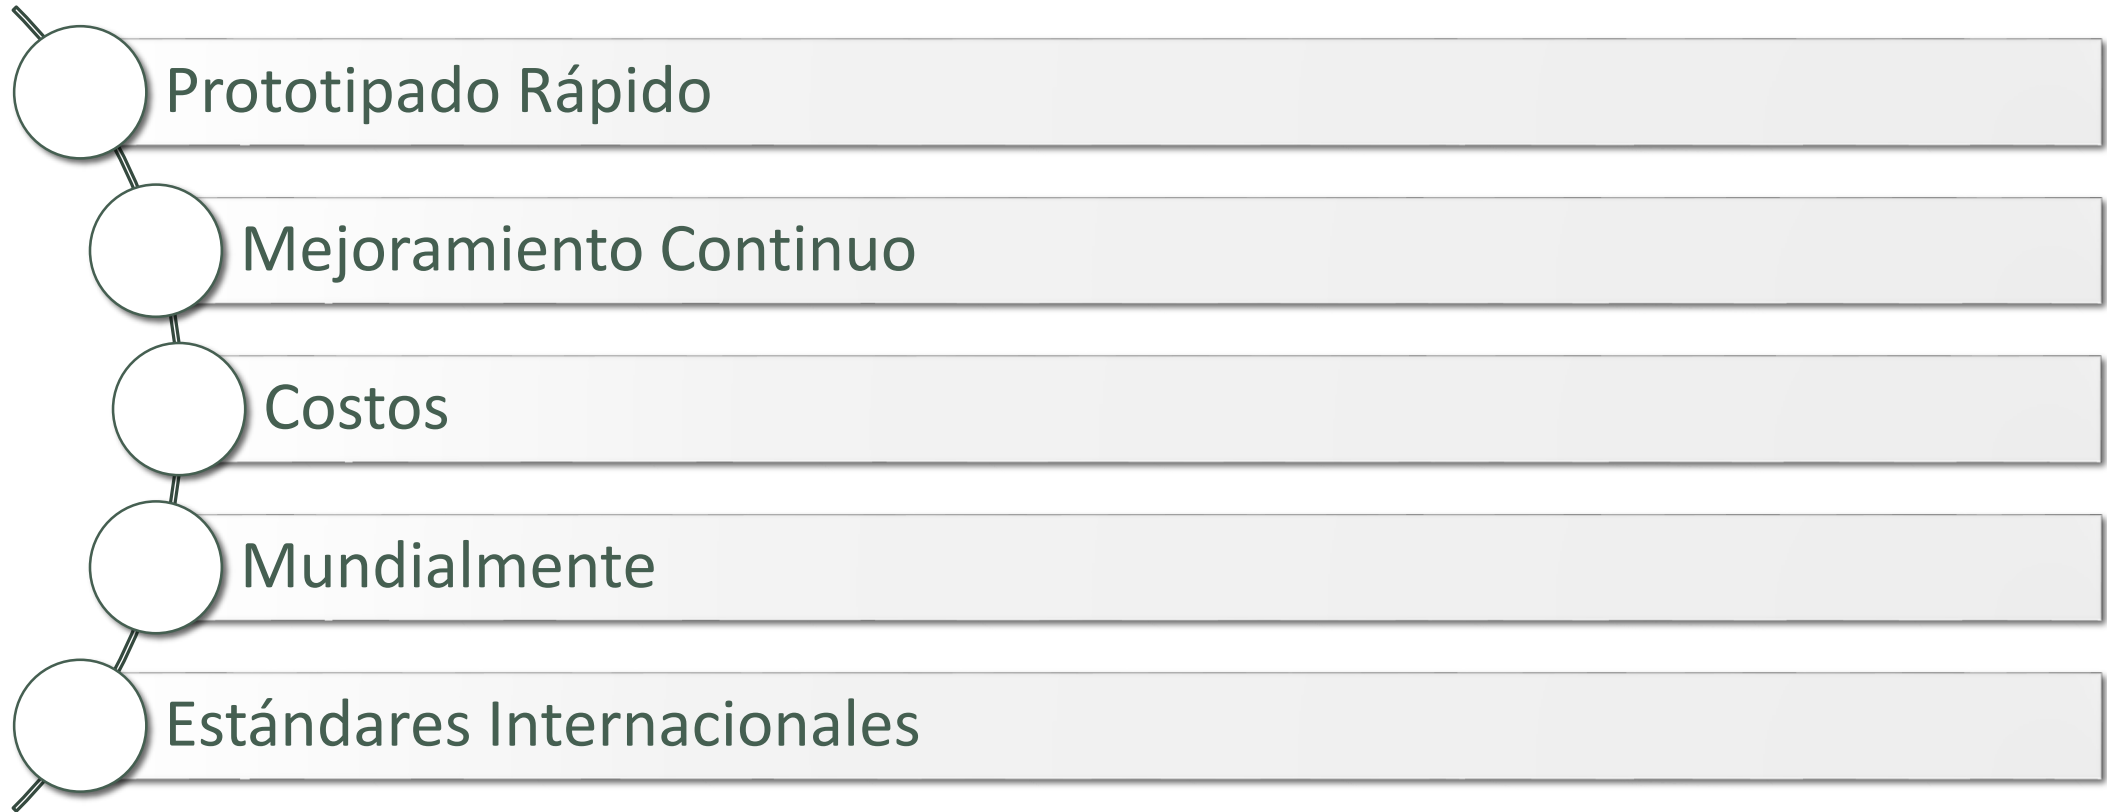 Prototipado Rápido
Mejoramiento Continuo
Costos
Mundialmente
Estándares Internacionales